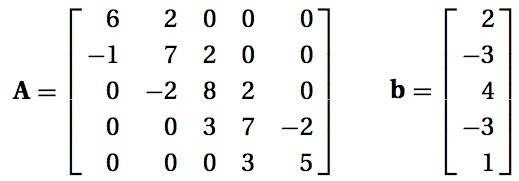 6 2 0 0 0 2
−1 7 2 0 0 −3
A = 0 −2 8 2 0 b = 4
0 0 3 7 −2 −3
0 0 0 3 5 1